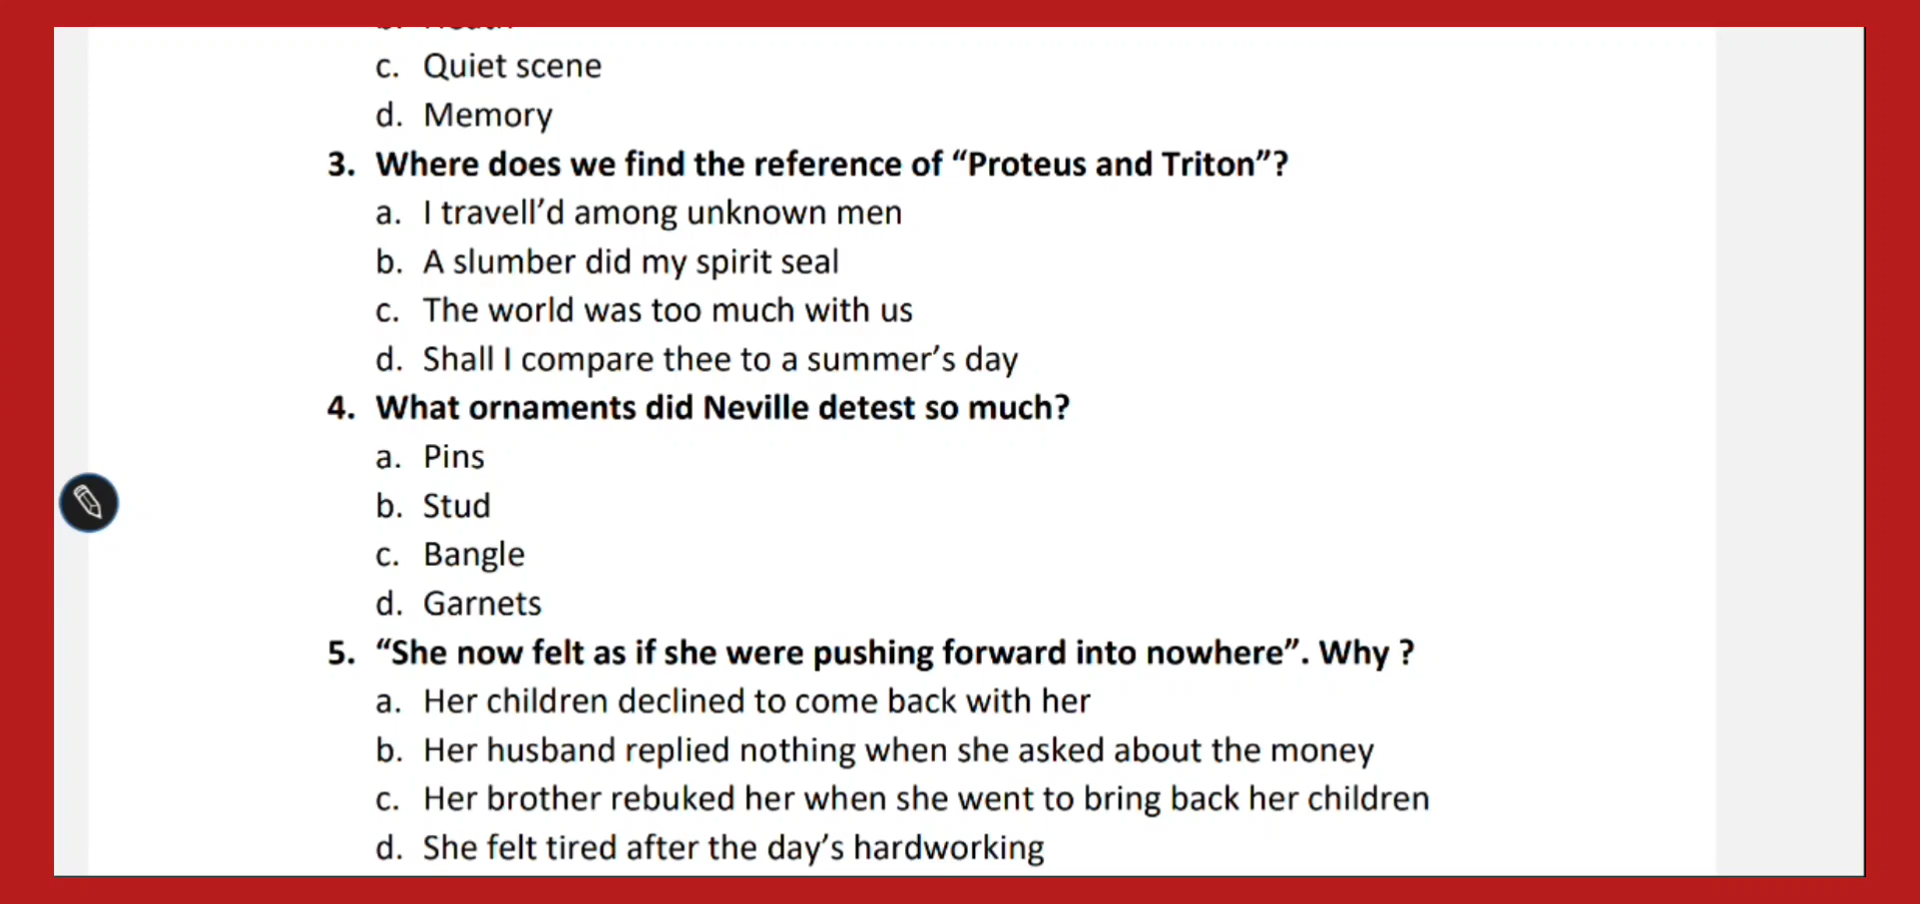 c. Quiet scene
d. Memory
3. Where does we find the reference of “Proteus and Triton”?
a. I travell’d among unknown men
b. A slumber did my spirit seal
c. The world was too much with us
d. Shall I compare thee to a summer’s day
4. What ornaments did Neville detest so much?
a. Pins
b. Stud
c. Bangle
d. Garnets
5. “She now felt as if she were pushing forward into nowhere”. Why ?
a. Her children declined to come back with her
b. Her husband replied nothing when she asked about the money
c. Her brother rebuked her when she went to bring back her children
d. She felt tired after the day’s hardworking